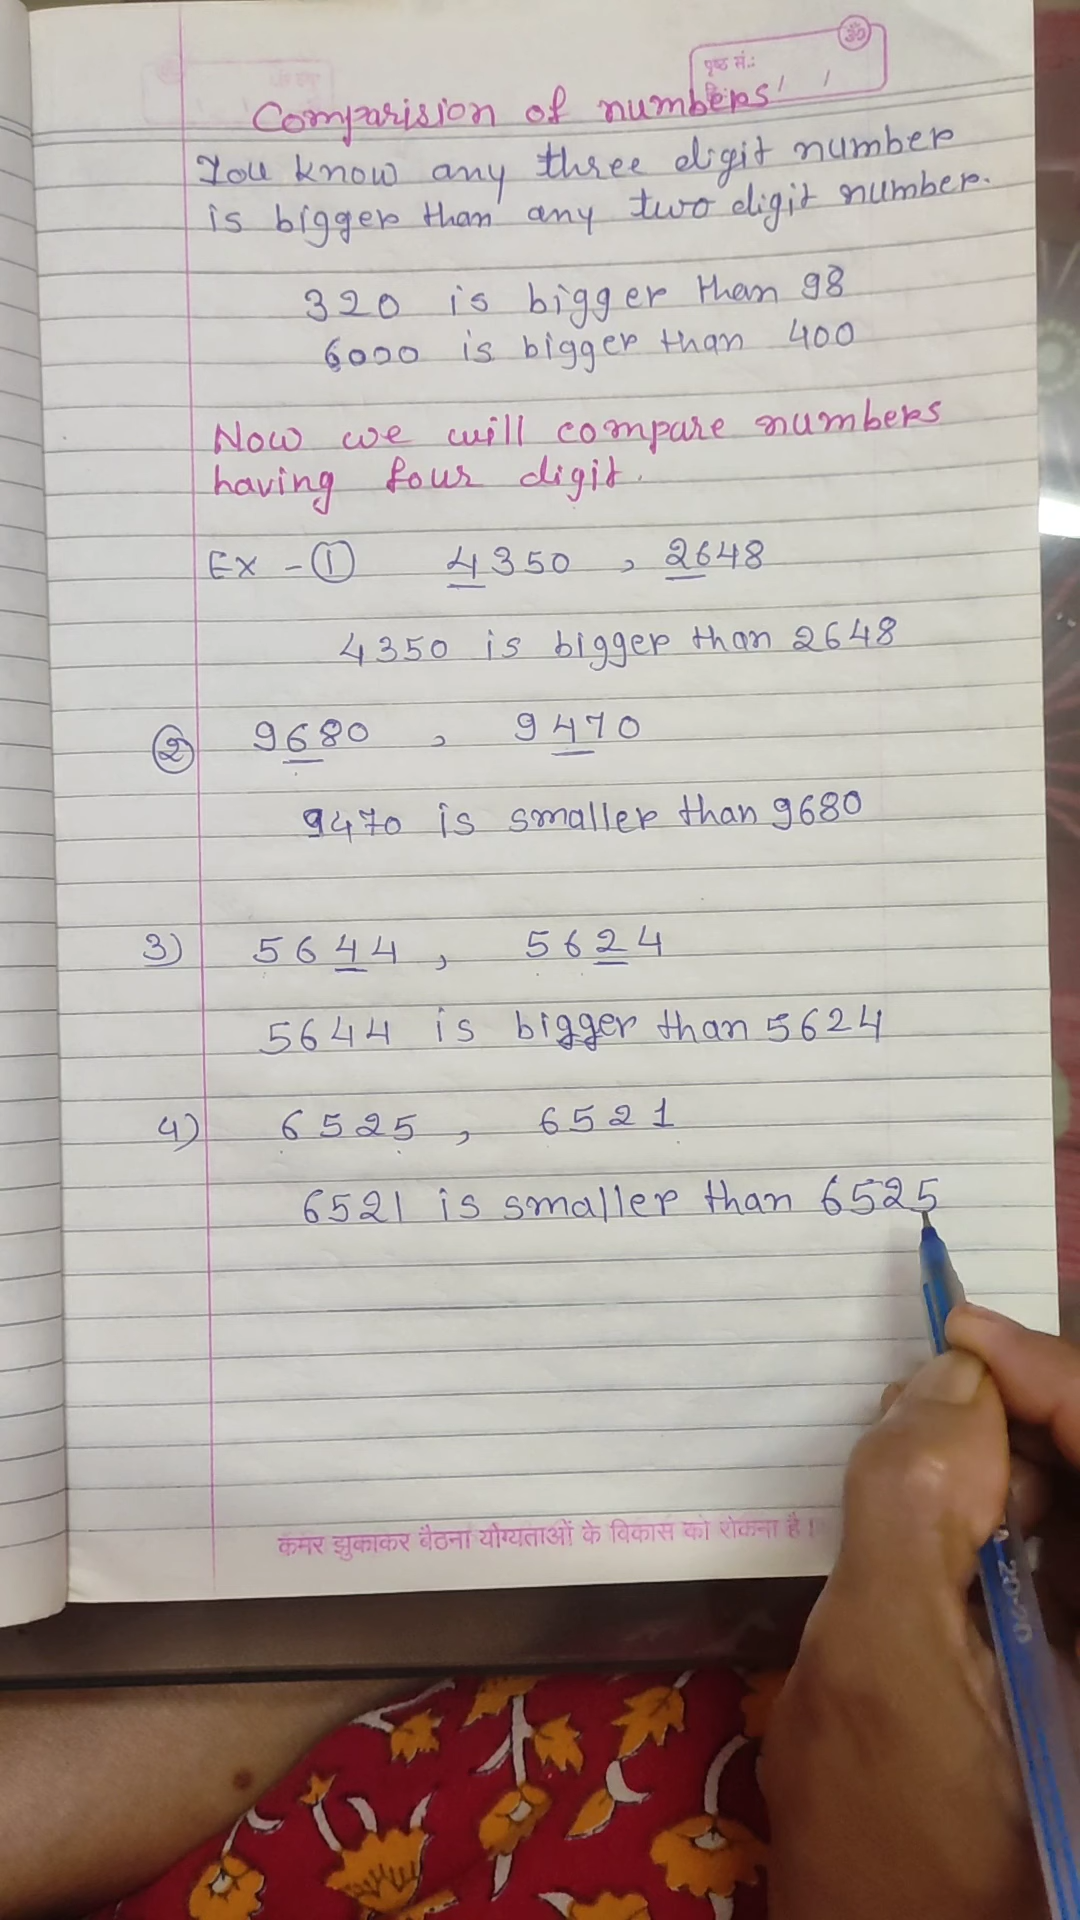 पृष्ठ सं.:
Comparision of numbers
You know any three digit number
is bigger than any two digit number.
320 is bigger than 98
6000 is bigger than 400
Now we will compare numbers
having four digit.
Ex - ① 4350 , 2648
4350 is bigger than 2648
② 9680 , 9470
9470 is smaller than 9680
3) 5644 , 5624
5644 is bigger than 5624
4) 6525 , 6521
6521 is smaller than 6525
कमर झुकाकर बैठना योग्यताओं के विकास को रोकना है।